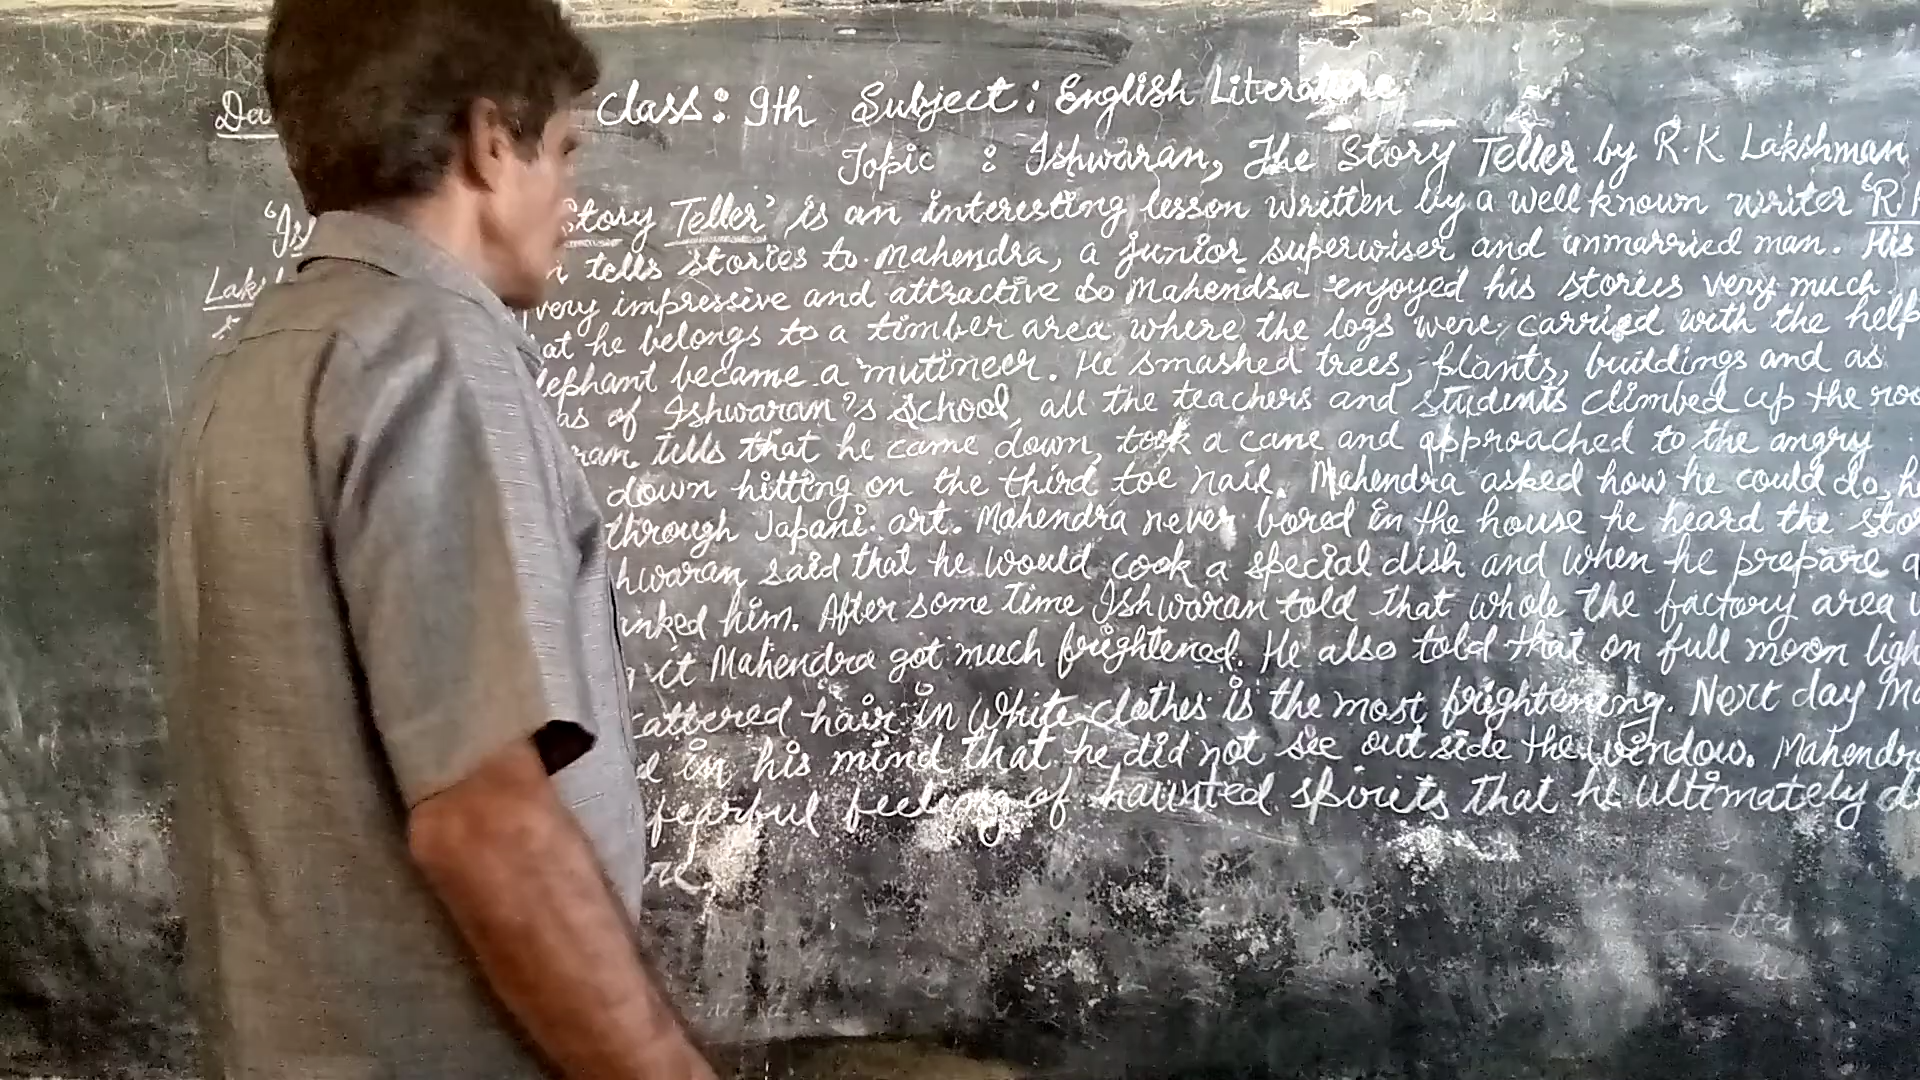 Class: 9th Subject: English Literature
Topic : Ishwaran, The Story Teller by R.K Lakshman
Story Teller' is an interesting lesson written by a well known writer 'R.
tells stories to Mahendra, a junior superwiser and unmarried man. His
very impressive and attractive so Mahendra enjoyed his stories very much.
at he belongs to a timber area where the logs were carried with the help
lephant became a mutineer. He smashed trees, plants, buildings and as
as of Ishwaran's school, all the teachers and students climbed up the roo
ran tells that he came down, took a cane and approached to the angry
down hitting on the third toe nail. Mahendra asked how he could do, h
through Japani art. Mahendra never bored in the house he heard the sto
hwaran said that he would cook a special dish and when he prepare a
anked him. After some time Ishwaran told that whole the factory area
it Mahendra got much frightened. He also told that on full moon ligh
cattered hair in white clothes is the most frightening. Next day Ma
in his mind that he did not see out side the window. Mahendra
fearful feeling of haunted spirits that he ultimately d